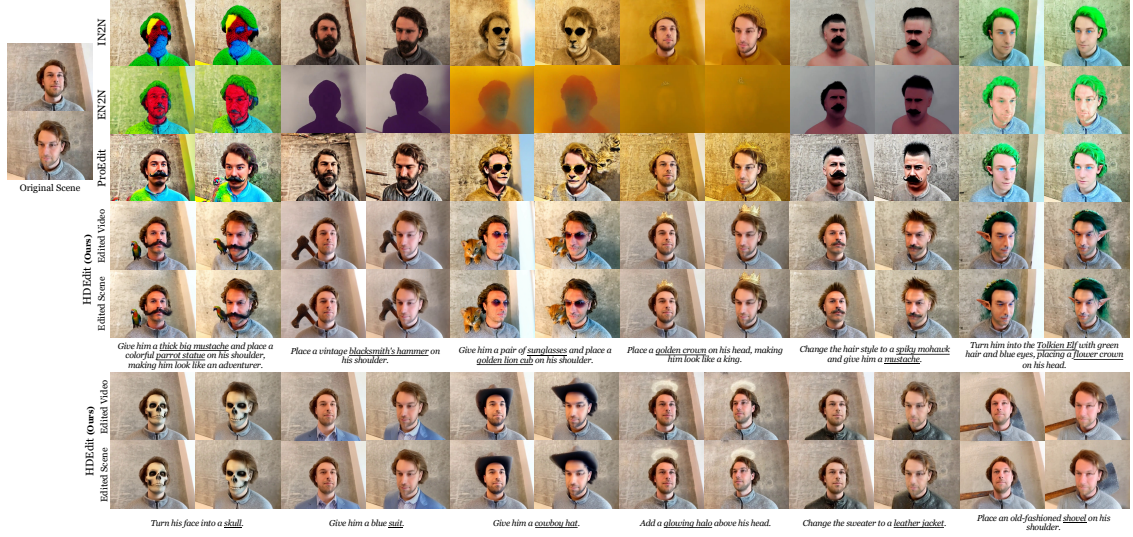 IN2N
EN2N
Original Scene
ProEdit
HDEdit (Ours)
Edited Video
Edited Scene
Give him a thick big mustache and place a
colorful parrot statue on his shoulder,
making him look like an adventurer.
Place a vintage blacksmith's hammer on
his shoulder.
Give him a pair of sunglasses and place a
golden lion cub on his shoulder.
Place a golden crown on his head, making
him look like a king.
Change the hair style to a spiky mohawk
and give him a mustache.
Turn him into the Tolkien Elf with green
hair and blue eyes, placing a flower crown
on his head.
HDEdit (Ours)
Edited Video
Edited Scene
Turn his face into a skull.
Give him a blue suit.
Give him a cowboy hat.
Add a glowing halo above his head.
Change the sweater to a leather jacket.
Place an old-fashioned shovel on his
shoulder.